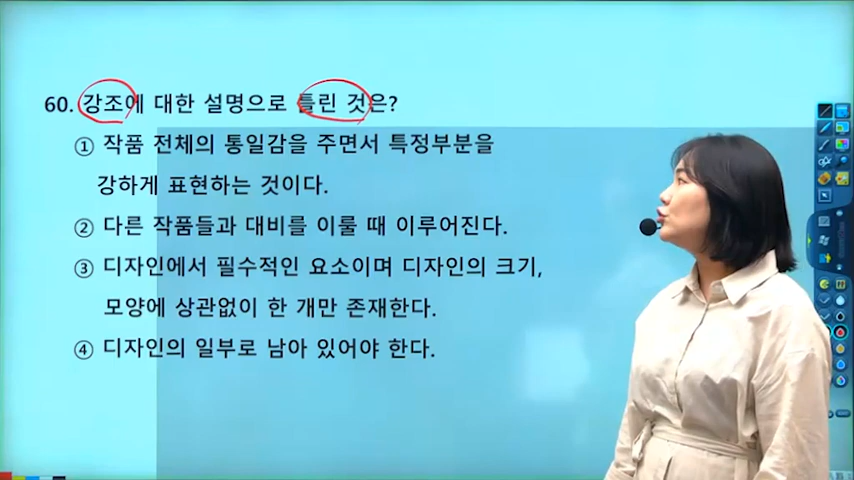 60. 강조에 대한 설명으로 틀린 것은?
① 작품 전체의 통일감을 주면서 특정부분을
강하게 표현하는 것이다.
② 다른 작품들과 대비를 이룰 때 이루어진다.
③ 디자인에서 필수적인 요소이며 디자인의 크기,
모양에 상관없이 한 개만 존재한다.
④ 디자인의 일부로 남아 있어야 한다.